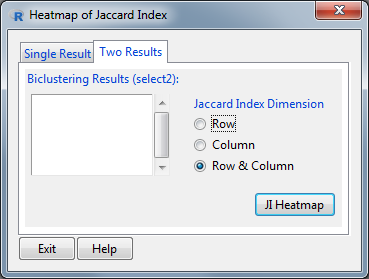 R Heatmap of Jaccard Index
Single Result Two Results
Biclustering Results (select2):
Jaccard Index Dimension
Row
Column
Row & Column
JI Heatmap
Exit Help